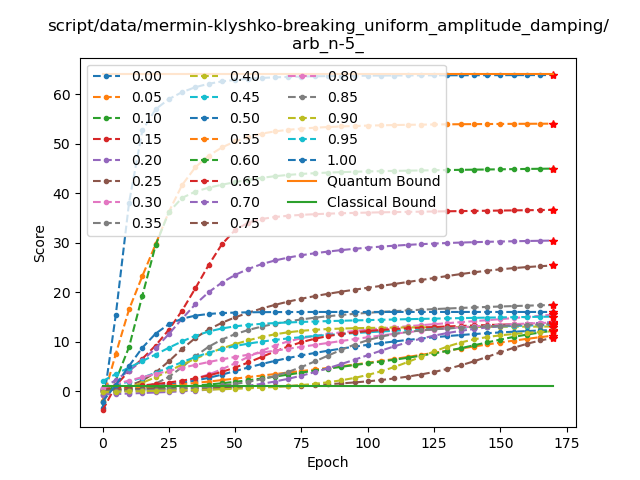 script/data/mermin-klyshko-breaking_uniform_amplitude_damping/
arb_n-5_
0.00 0.40 0.80
0.05 0.45 0.85
0.10 0.50 0.90
0.15 0.55 0.95
0.20 0.60 1.00
0.25 0.65 Quantum Bound
0.30 0.70 Classical Bound
0.35 0.75
60
50
40
30
20
10
0
Score
0 25 50 75 100 125 150 175
Epoch